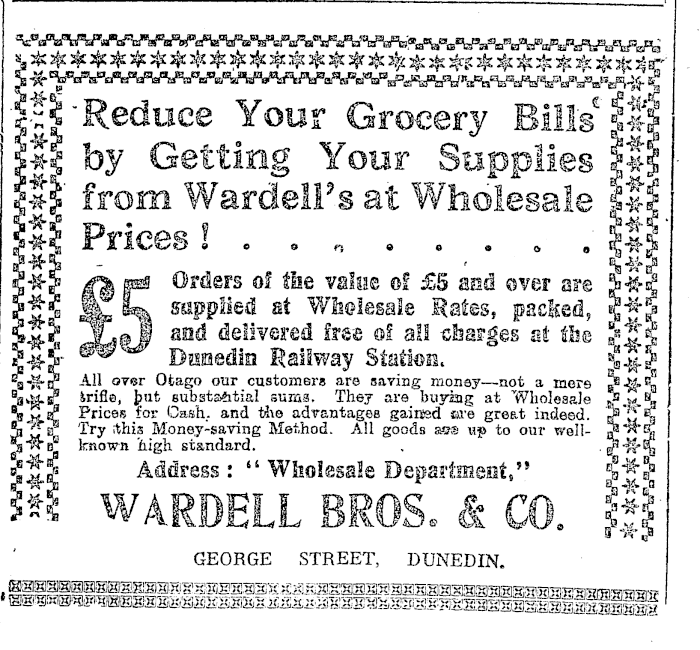 Reduce Your Grocery Bills
by Getting Your Supplies
from Wardell's at Wholesale
Prices! . . . . . . . .
£5
Orders of the value of £5 and over are
supplied at Wholesale Rates, packed,
and delivered free of all charges at the
Dunedin Railway Station.
All over Otago our customers are saving money—not a mere
trifle, but substantial sums. They are buying at Wholesale
Prices for Cash, and the advantages gained are great indeed.
Try this Money-saving Method. All goods are up to our well-
known high standard.
Address: "Wholesale Department,"
WARDELL BROS. & CO.
GEORGE STREET, DUNEDIN.